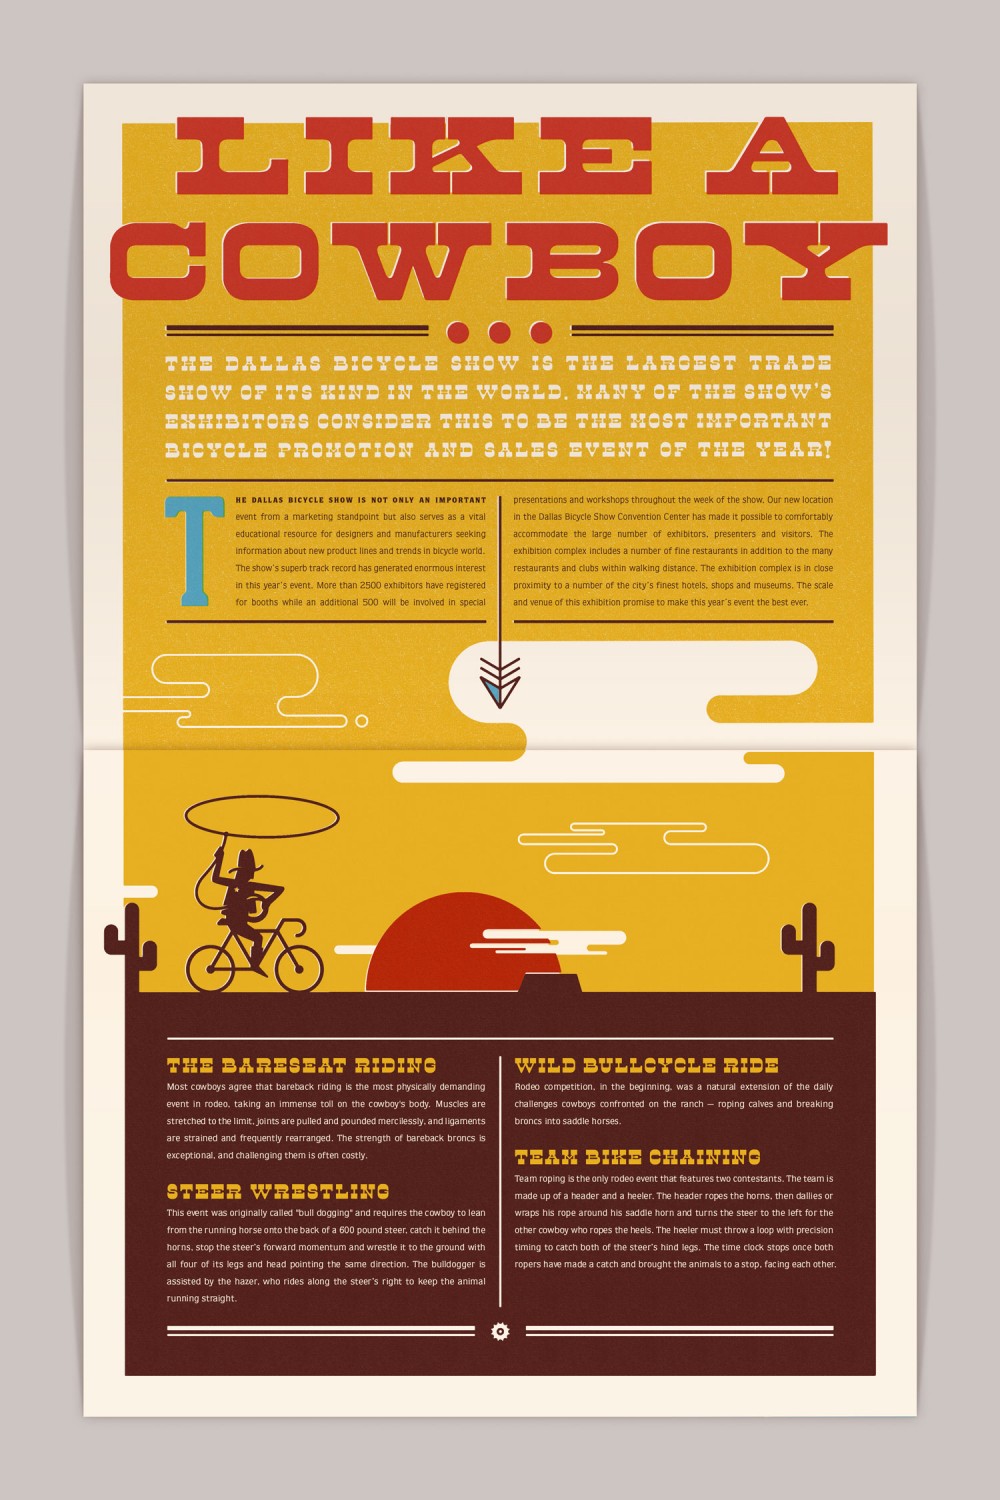 LIKE A
COWBOY
THE DALLAS BICYCLE SHOW IS THE LARGEST TRADE
SHOW OF ITS KIND IN THE WORLD. MANY OF THE SHOW'S
EXHIBITORS CONSIDER THIS TO BE THE MOST IMPORTANT
BICYCLE PROMOTION AND SALES EVENT OF THE YEAR!
THE DALLAS BICYCLE SHOW IS NOT ONLY AN IMPORTANT
event from a marketing standpoint but also serves as a vital
educational resource for designers and manufacturers seeking
information about new product lines and trends in bicycle world.
The show's superb track record has generated enormous interest
in this year's event. More than 2500 exhibitors have registered
for booths while an additional 500 will be involved in special
presentations and workshops throughout the week of the show. Our new location
in the Dallas Bicycle Show Convention Center has made it possible to comfortably
accommodate the large number of exhibitors, presenters and visitors. The
exhibition complex includes a number of fine restaurants in addition to the many
restaurants and clubs within walking distance. The exhibition complex is in close
proximity to a number of the city's finest hotels, shops and museums. The scale
and venue of this exhibition promise to make this year's event the best ever.
THE BARESEAT RIDING
Most cowboys agree that bareback riding is the most physically demanding
event in rodeo, taking an immense toll on the cowboy's body. Muscles are
stretched to the limit, joints are pulled and pounded mercilessly, and ligaments
are strained and frequently rearranged. The strength of bareback broncs is
exceptional, and challenging them is often costly.
STEER WRESTLING
This event was originally called "bull dogging" and requires the cowboy to lean
from the running horse onto the back of a 600 pound steer, catch it behind the
horns, stop the steer's forward momentum and wrestle it to the ground with
all four of its legs and head pointing the same direction. The bulldogger is
assisted by the hazer, who rides along the steer's right to keep the animal
running straight.
WILD BULLCYCLE RIDE
Rodeo competition, in the beginning, was a natural extension of the daily
challenges cowboys confronted on the ranch — roping calves and breaking
broncs into saddle horses.
TEAM BIKE CHAINING
Team roping is the only rodeo event that features two contestants. The team is
made up of a header and a heeler. The header ropes the horns, then dallies or
wraps his rope around his saddle horn and turns the steer to the left for the
other cowboy who ropes the heels. The heeler must throw a loop with precision
timing to catch both of the steer's hind legs. The time clock stops once both
ropers have made a catch and brought the animals to a stop, facing each other.